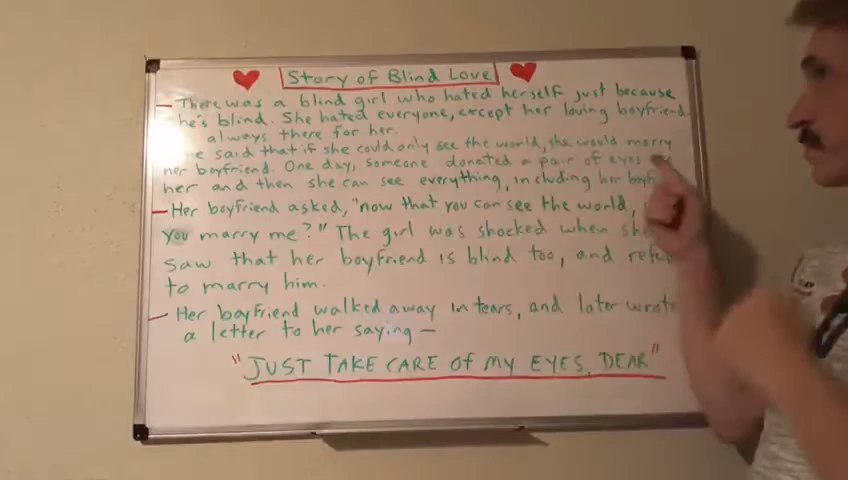 Story of Blind Love
There was a blind girl who hated herself just because
he's blind. She hated everyone, except her loving boyfriend.
always there for her.
e said that if she could only see the world, she would marry
her boyfriend. One day, someone donated a pair of eyes
her and then she can see everything, including her boyf
Her boyfriend asked, "now that you can see the world,
you marry me?" The girl was shocked when sh
saw that her boyfriend is blind too, and refu
to marry him.
Her boyfriend walked away in tears, and later wrote
a letter to her saying —
"JUST TAKE CARE of MY EYES, DEAR"